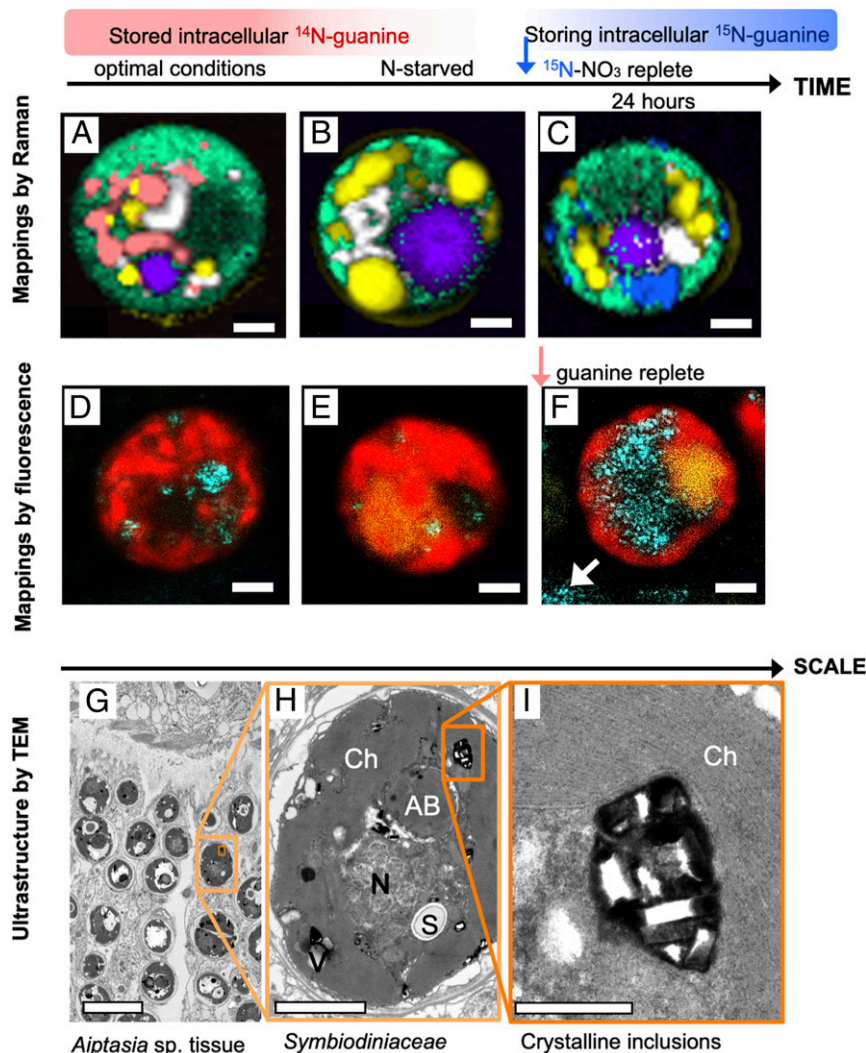 Stored intracellular ¹⁴N-guanine
Storing intracellular ¹⁵N-guanine
optimal conditions
N-starved
¹⁵N-NO₃ replete
TIME
24 hours
Mappings by Raman
A
B
C
guanine replete
Mappings by fluorescence
D
E
F
SCALE
Ultrastructure by TEM
G
H
I
Ch
Ch
AB
N
S
V
Aiptasia sp. tissue
Symbiodiniaceae
Crystalline inclusions